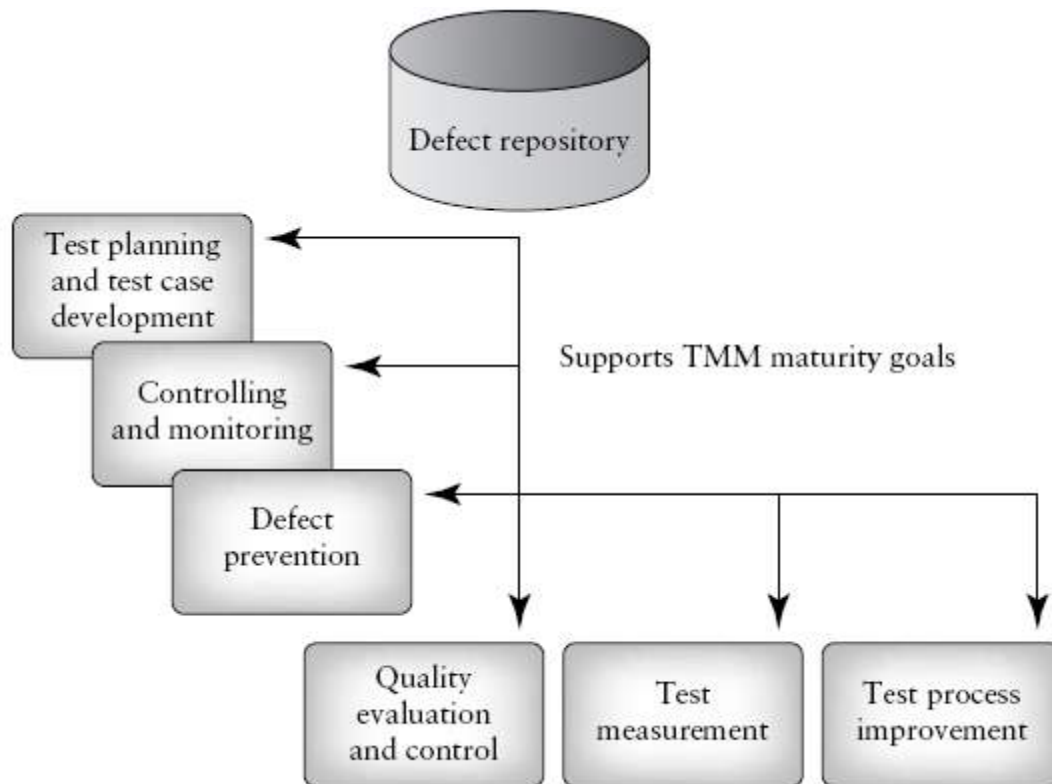 Defect repository
Test planning
and test case
development
Supports TMM maturity goals
Controlling
and monitoring
Defect
prevention
Quality
evaluation
and control
Test
measurement
Test process
improvement